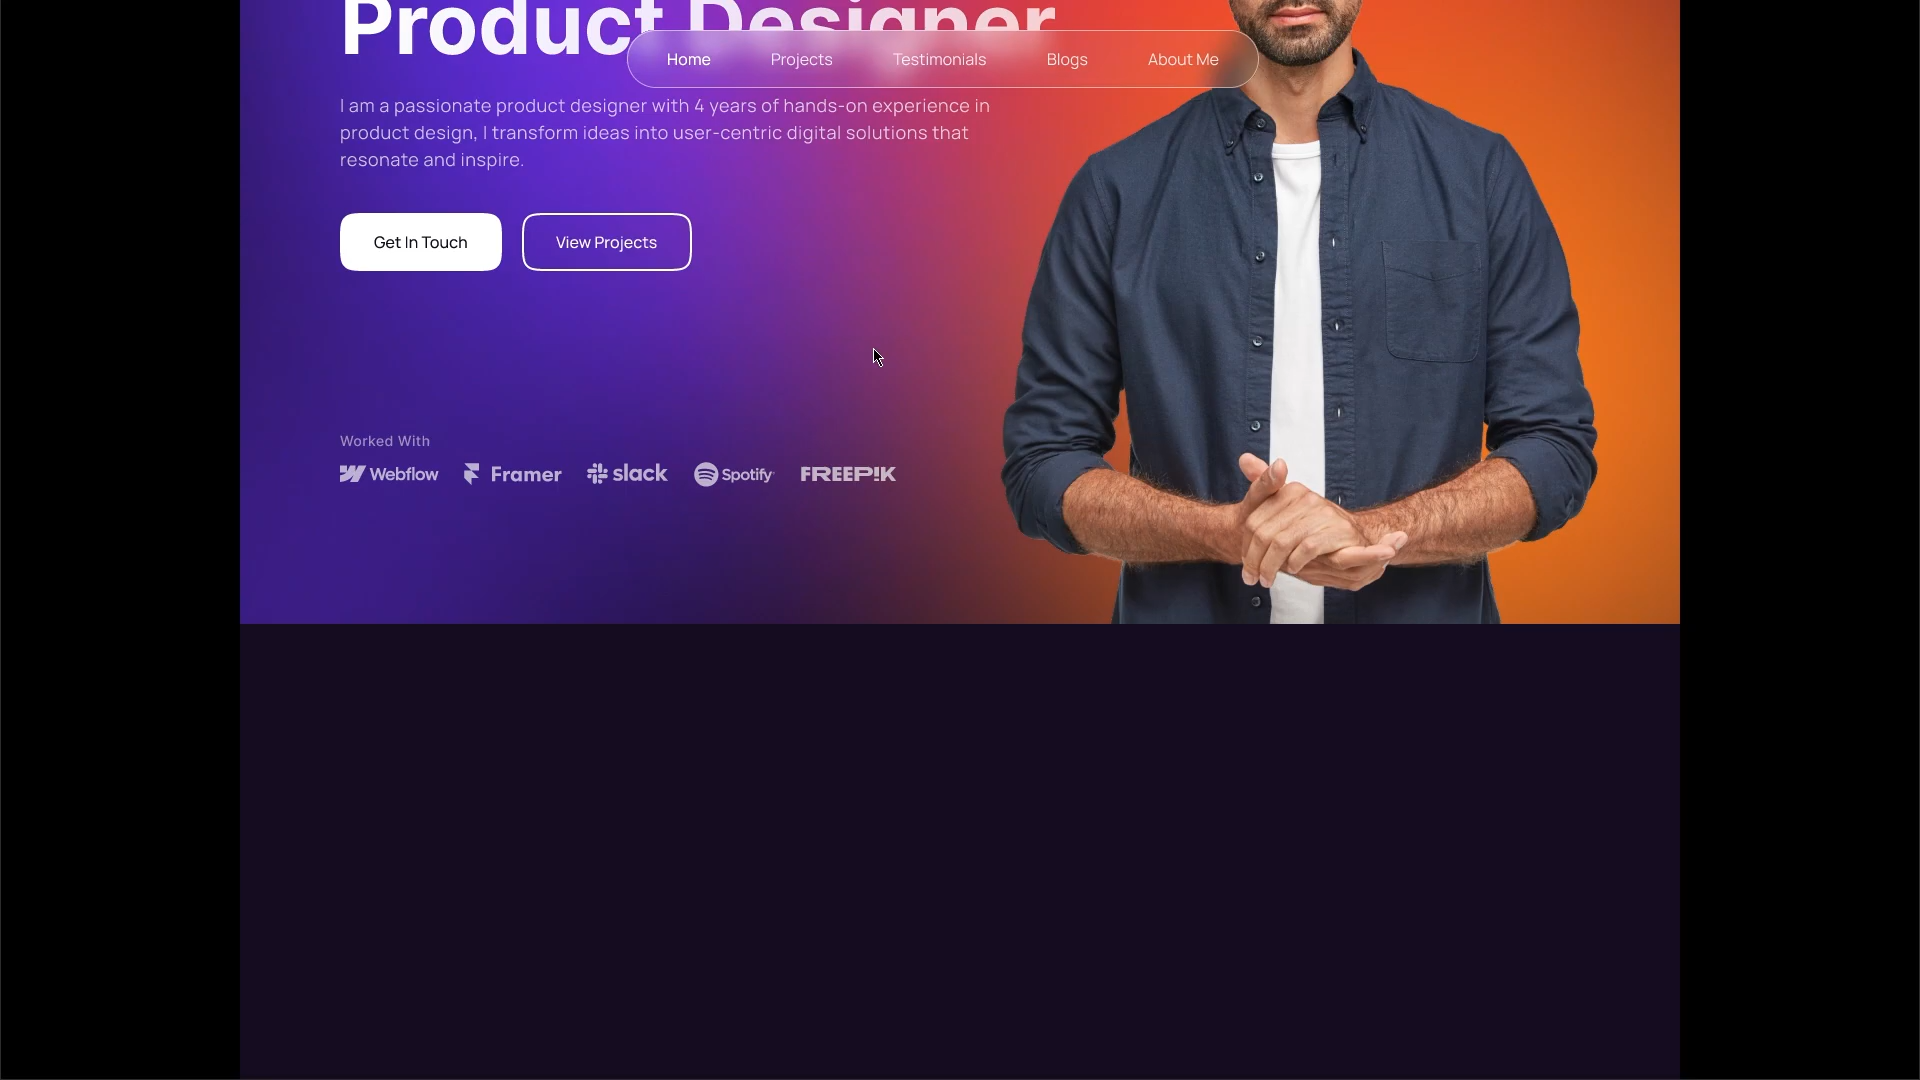 Product Designer
Home Projects Testimonials Blogs About Me
I am a passionate product designer with 4 years of hands-on experience in
product design, I transform ideas into user-centric digital solutions that
resonate and inspire.
Get In Touch View Projects
Worked With
Webflow Framer slack Spotify FREEP!K